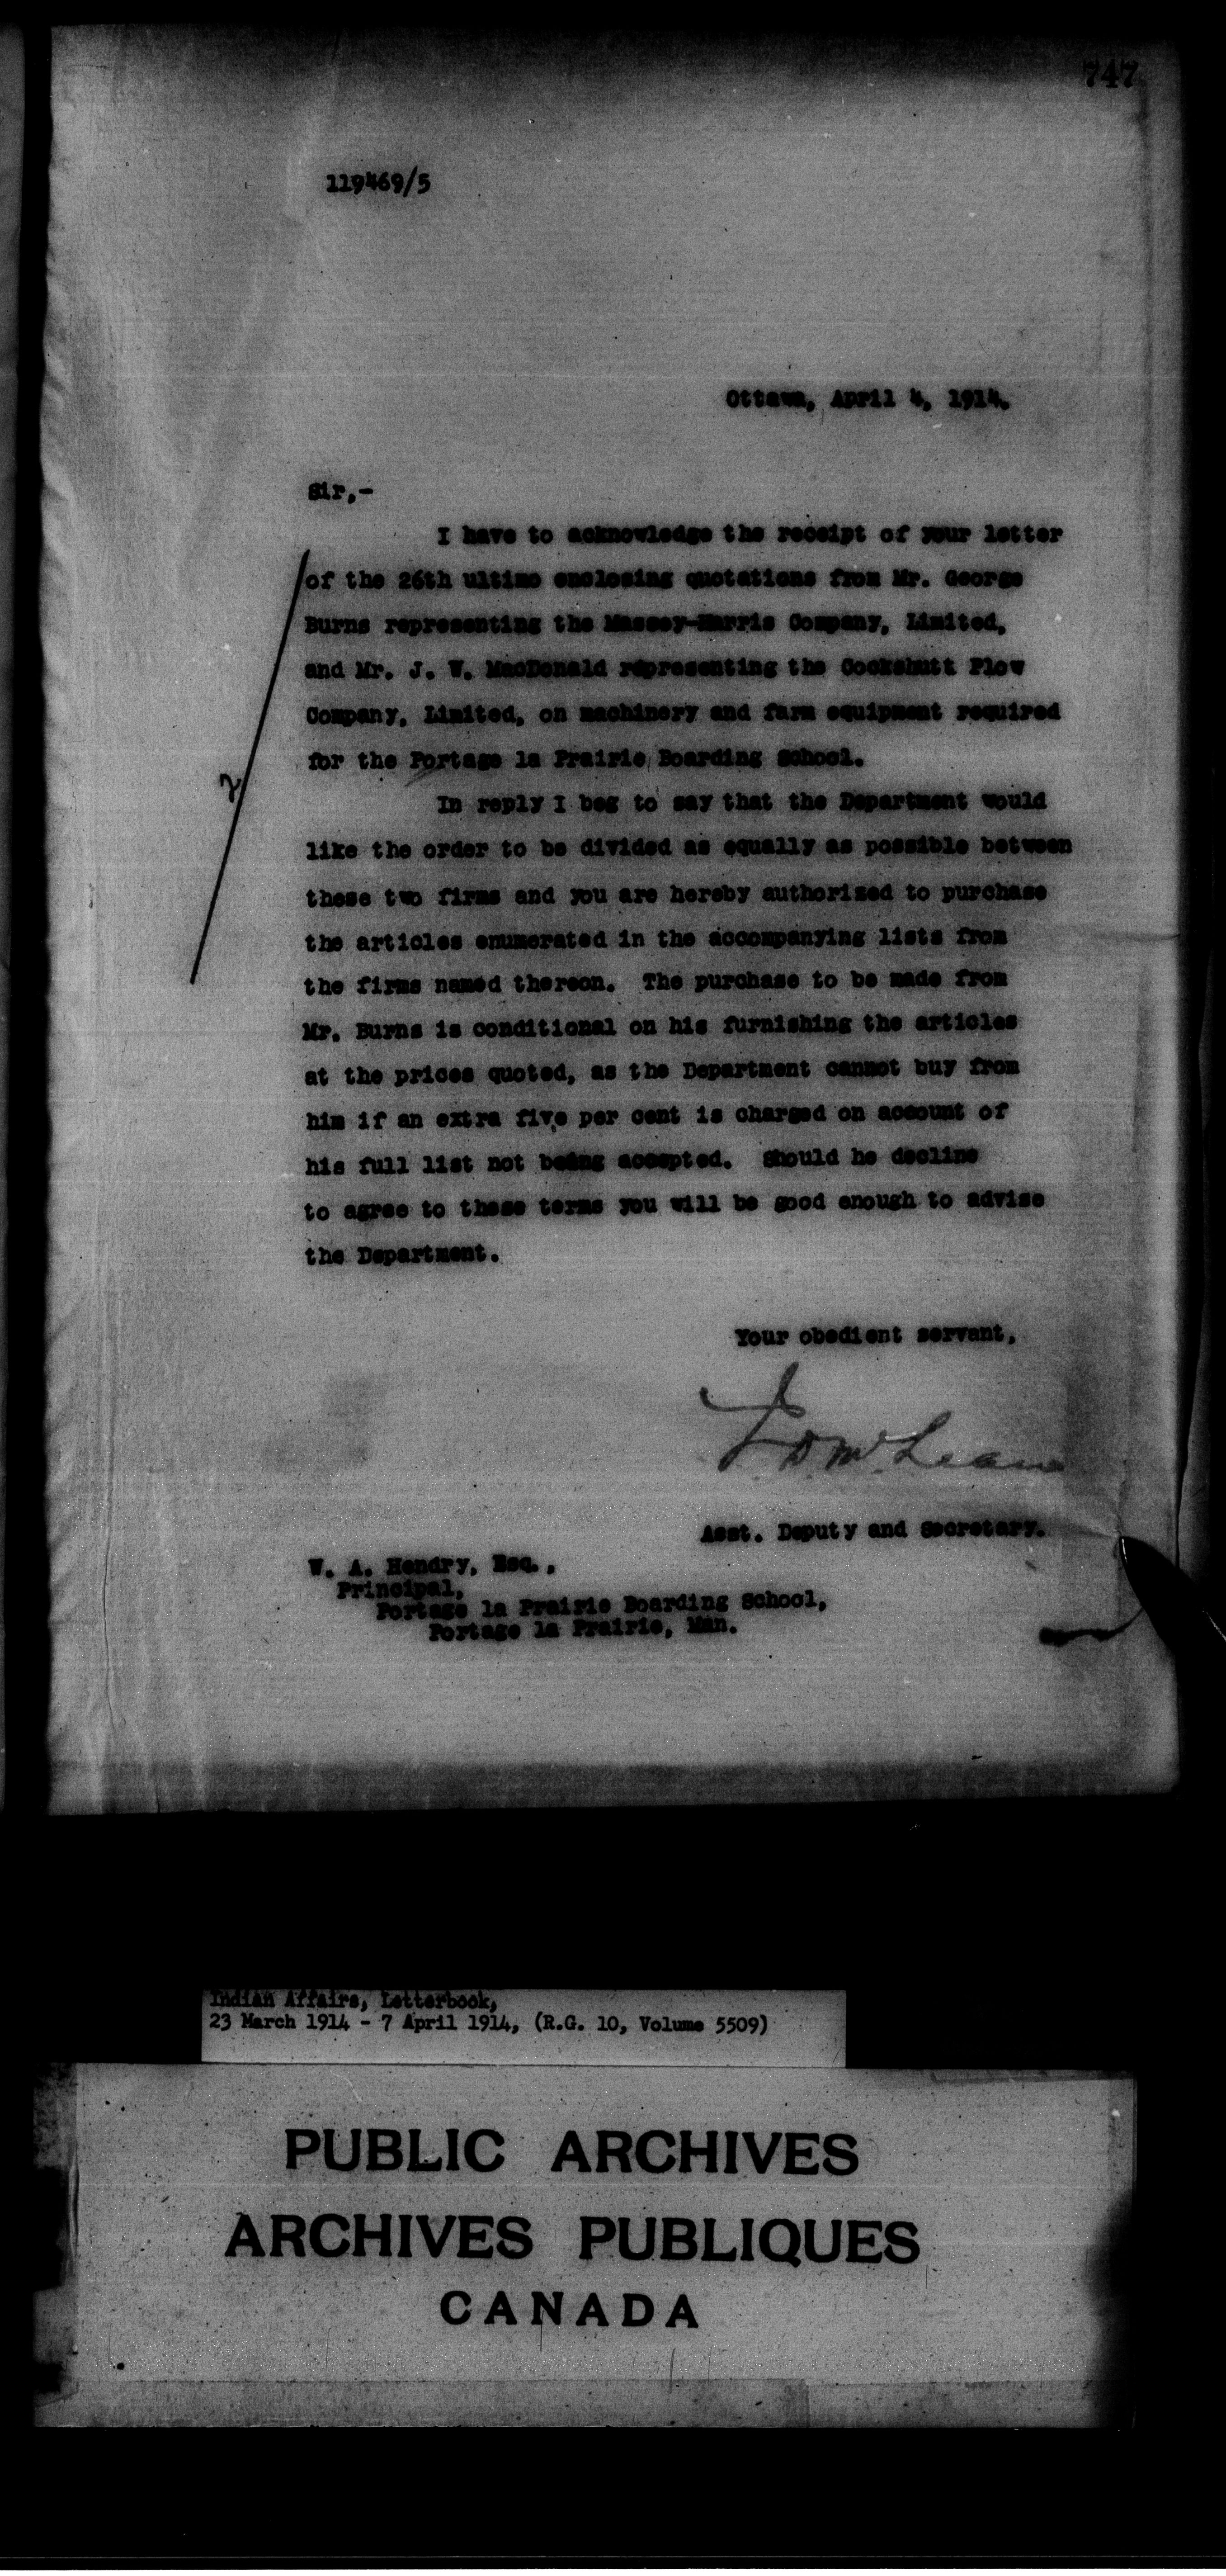 747
119469/5
Ottawa, April 4, 1914.
Sir,-
I have to acknowledge the receipt of your letter
of the 26th ultimo enclosing quotations from Mr. George
Burns representing the Massey-Harris Company, Limited,
and Mr. J. W. MacDonald representing the Cockshutt Plow
Company, Limited, on machinery and farm equipment required
for the Portage la Prairie Boarding School.
In reply I beg to say that the Department would
like the order to be divided as equally as possible between
these two firms and you are hereby authorized to purchase
the articles enumerated in the accompanying lists from
the firms named thereon. The purchase to be made from
Mr. Burns is conditional on his furnishing the articles
at the prices quoted, as the Department cannot buy from
him if an extra five per cent is charged on account of
his full list not being accepted. Should he decline
to agree to these terms you will be good enough to advise
the Department.
Your obedient servant,
J. D. McLean
Asst. Deputy and Secretary.
W. A. Hendry, Esq.,
Principal,
Portage la Prairie Boarding School,
Portage la Prairie, Man.
Indian Affairs, Letterbook,
23 March 1914 - 7 April 1914, (R.G. 10, Volume 5509)
PUBLIC ARCHIVES
ARCHIVES PUBLIQUES
CANADA